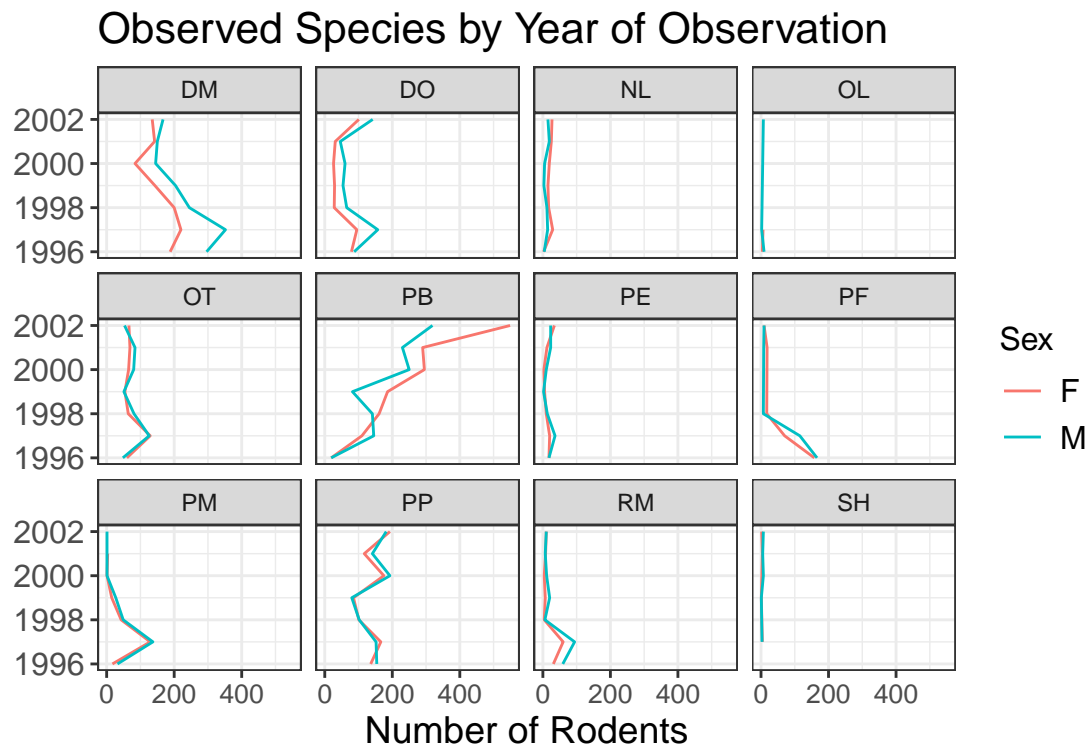 Observed Species by Year of Observation
DM DO NL OL
2002
2000
1998
1996
OT PB PE PF
2002
2000
1998
1996
Sex
F
M
PM PP RM SH
2002
2000
1998
1996
0 200 400 0 200 400 0 200 400 0 200 400
Number of Rodents